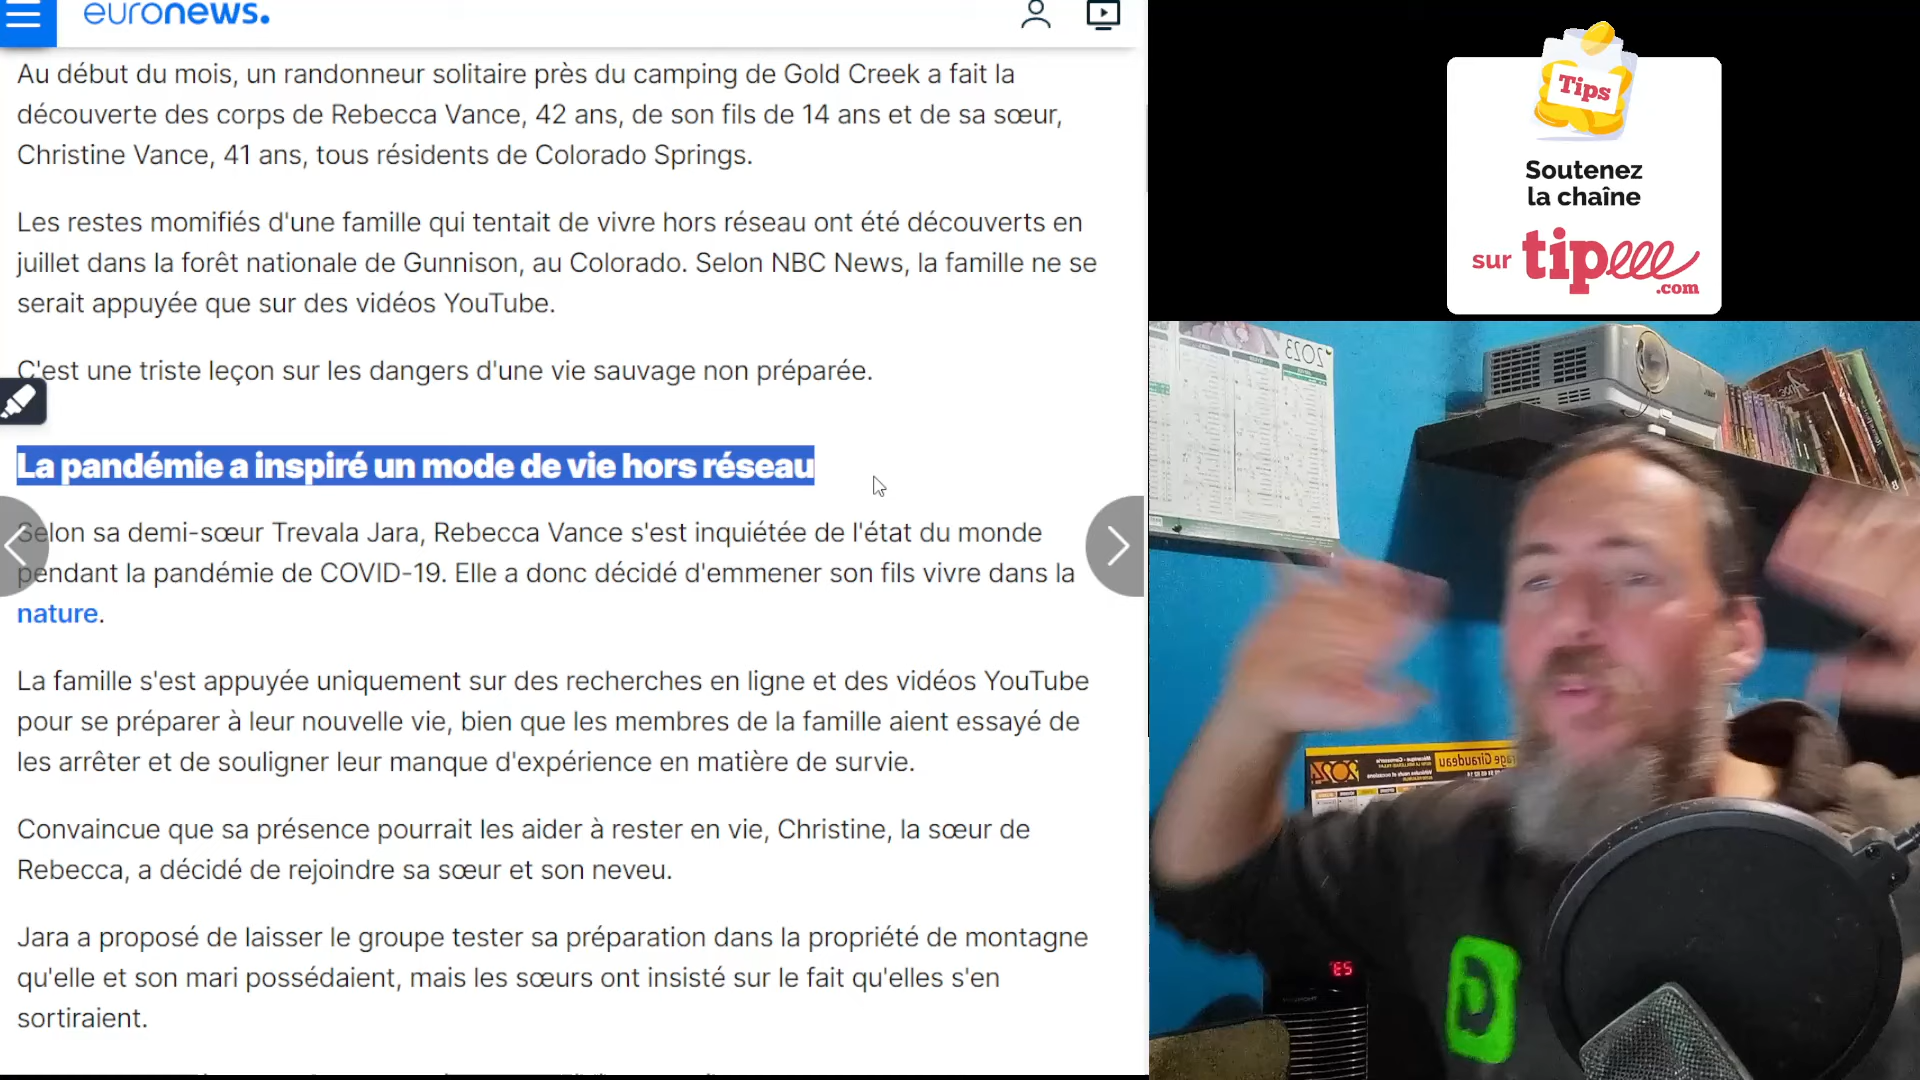 euronews.
Au début du mois, un randonneur solitaire près du camping de Gold Creek a fait la
découverte des corps de Rebecca Vance, 42 ans, de son fils de 14 ans et de sa sœur,
Christine Vance, 41 ans, tous résidents de Colorado Springs.
Les restes momifiés d'une famille qui tentait de vivre hors réseau ont été découverts en
juillet dans la forêt nationale de Gunnison, au Colorado. Selon NBC News, la famille ne se
serait appuyée que sur des vidéos YouTube.
C'est une triste leçon sur les dangers d'une vie sauvage non préparée.
La pandémie a inspiré un mode de vie hors réseau
Selon sa demi-sœur Trevala Jara, Rebecca Vance s'est inquiétée de l'état du monde
pendant la pandémie de COVID-19. Elle a donc décidé d'emmener son fils vivre dans la
nature.
La famille s'est appuyée uniquement sur des recherches en ligne et des vidéos YouTube
pour se préparer à leur nouvelle vie, bien que les membres de la famille aient essayé de
les arrêter et de souligner leur manque d'expérience en matière de survie.
Convaincue que sa présence pourrait les aider à rester en vie, Christine, la sœur de
Rebecca, a décidé de rejoindre sa sœur et son neveu.
Jara a proposé de laisser le groupe tester sa préparation dans la propriété de montagne
qu'elle et son mari possédaient, mais les sœurs ont insisté sur le fait qu'elles s'en
sortiraient.
Tips
Soutenez
la chaîne
sur tipeee
.com
2023
Giraudeau